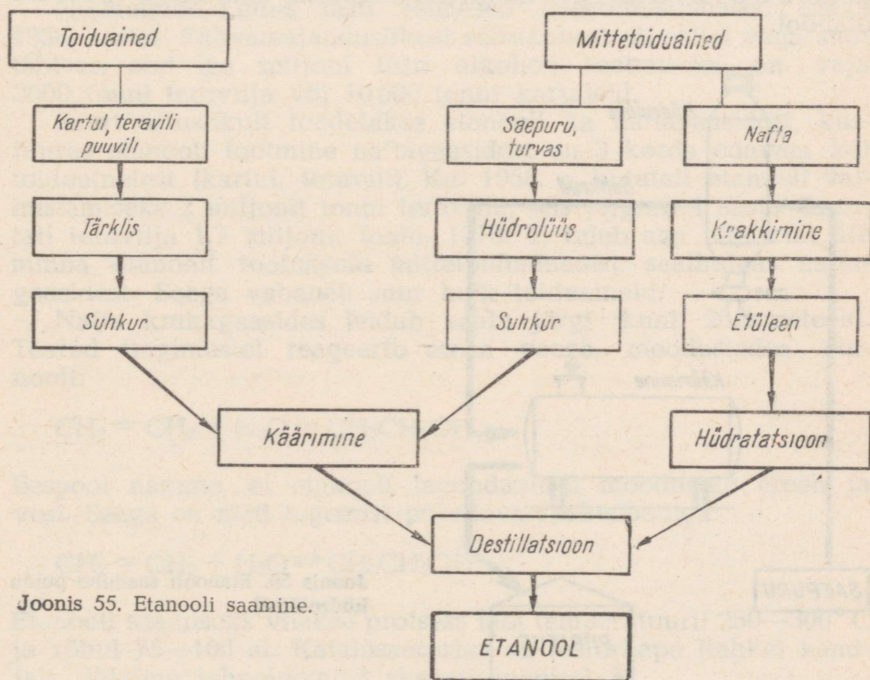 Toiduained
Mittetoiduained
Kartul, teravili
puuvili
Saepuru,
turvas
Nafta
Tärklis
Hüdrolüüs
Krakkimine
Suhkur
Suhkur
Etüleen
Käärimine
Hüdratatsioon
Destillatsioon
ETANOOL
Joonis 55. Etanooli saamine.